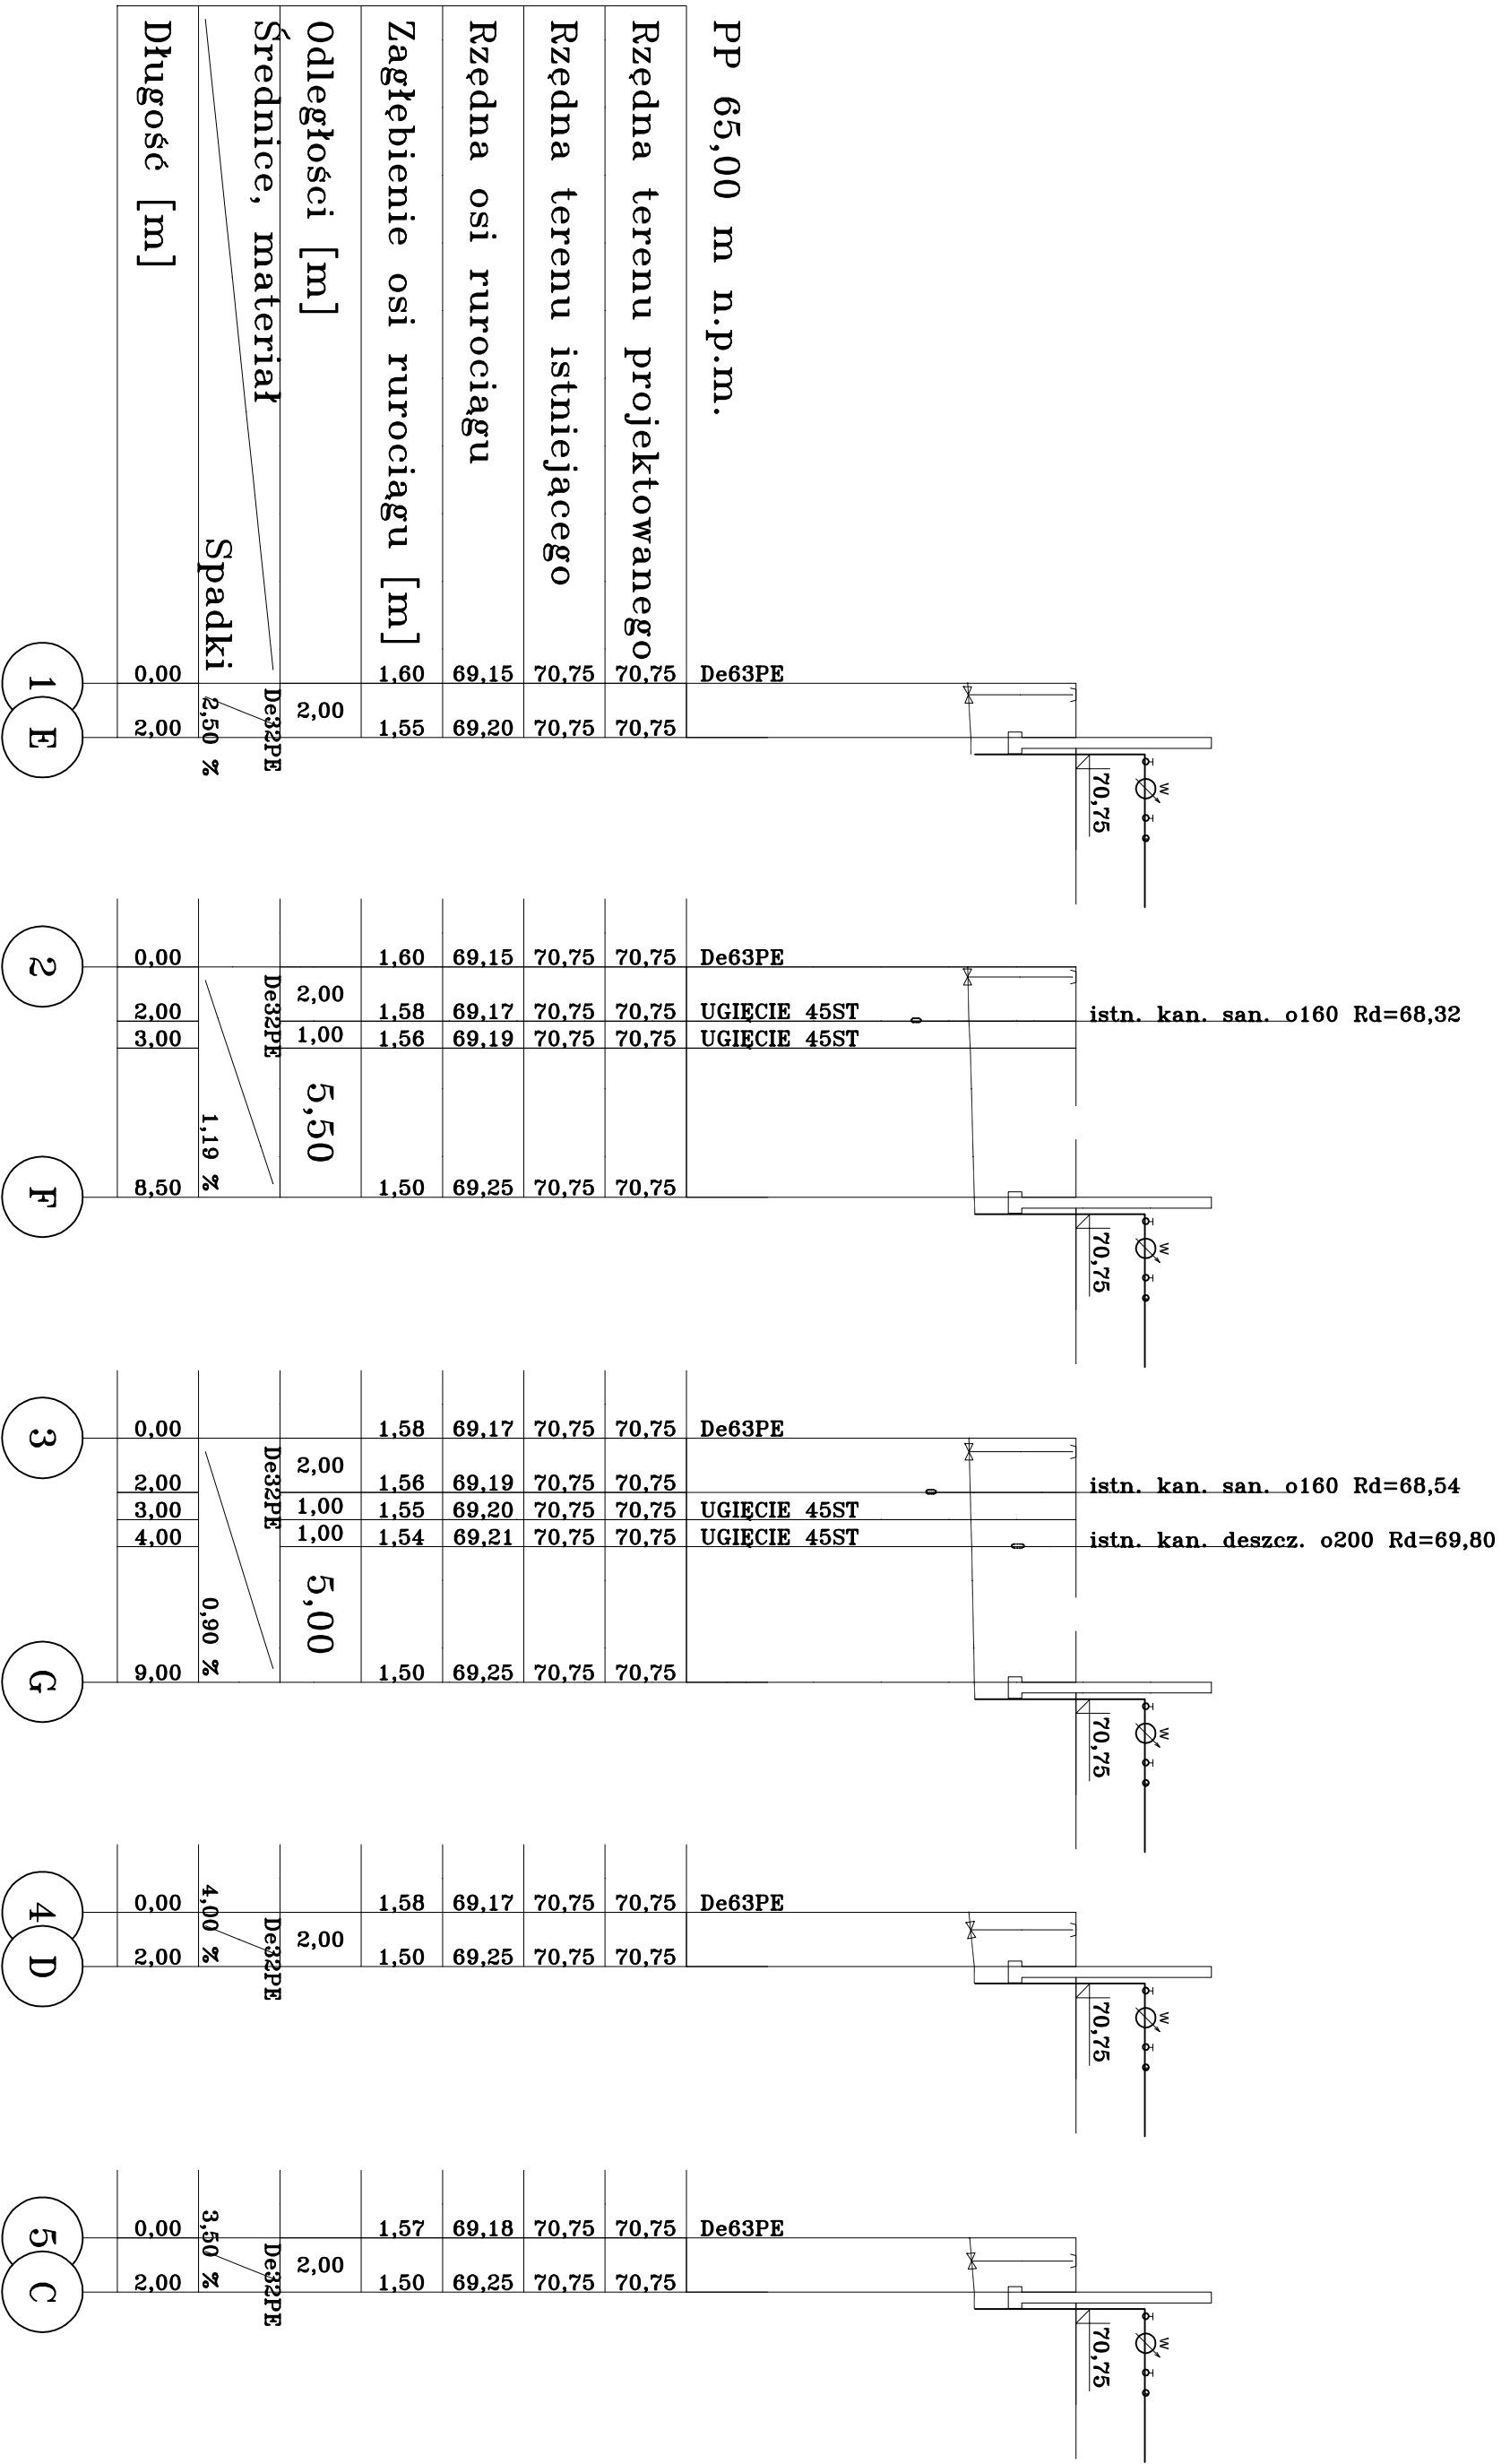 PP 65,00 m n.p.m.
Rzędna terenu projektowanego
Rzędna terenu istniejącego
Rzędna osi rurociągu
Zagłębienie osi rurociągu [m]
Odległości [m]
Średnice, materiał
Spadki
Długość [m]
De63PE
70,75
70,75
70,75
70,75
69,15
69,20
1,60
1,55
2,00
De32PE
2,50 %
0,00
2,00
1
E
W
70,75
istn. kan. san. o160 Rd=68,32
De63PE
UGIĘCIE 45ST
UGIĘCIE 45ST
70,75
70,75
70,75
70,75
70,75
70,75
70,75
70,75
69,15
69,17
69,19
69,25
1,60
1,58
1,56
1,50
2,00
1,00
5,50
De32PE
1,19 %
0,00
2,00
3,00
8,50
2
F
W
70,75
istn. kan. san. o160 Rd=68,54
istn. kan. deszcz. o200 Rd=69,80
De63PE
UGIĘCIE 45ST
UGIĘCIE 45ST
70,75
70,75
70,75
70,75
70,75
70,75
70,75
70,75
70,75
70,75
69,17
69,19
69,20
69,21
69,25
1,58
1,56
1,55
1,54
1,50
2,00
1,00
1,00
5,00
De32PE
0,90 %
0,00
2,00
3,00
4,00
9,00
3
G
W
70,75
De63PE
70,75
70,75
70,75
70,75
69,17
69,25
1,58
1,50
2,00
De32PE
4,00 %
0,00
2,00
4
D
W
70,75
De63PE
70,75
70,75
70,75
70,75
69,18
69,25
1,57
1,50
2,00
De32PE
3,50 %
0,00
2,00
5
C
W
70,75